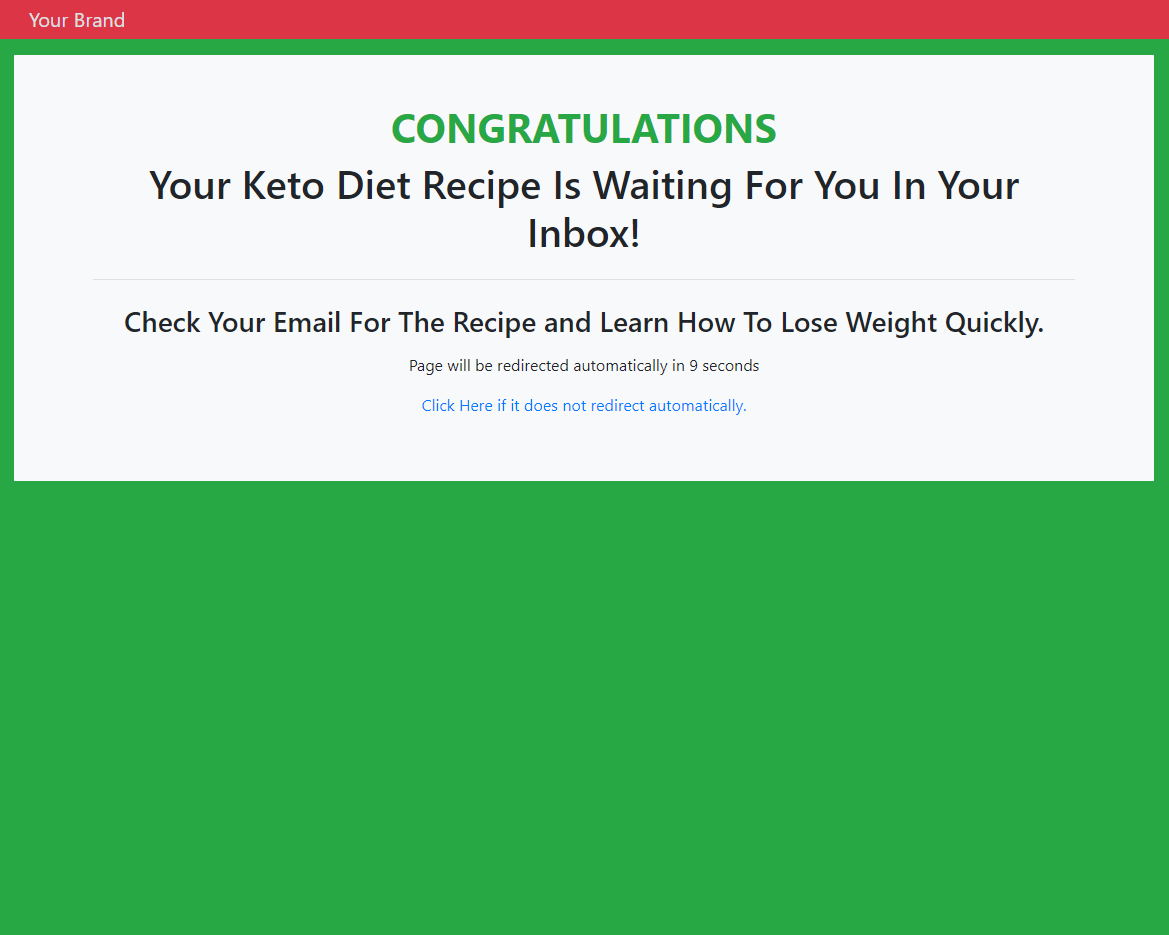 Your Brand
CONGRATULATIONS
Your Keto Diet Recipe Is Waiting For You In Your
Inbox!
Check Your Email For The Recipe and Learn How To Lose Weight Quickly.
Page will be redirected automatically in 9 seconds
Click Here if it does not redirect automatically.